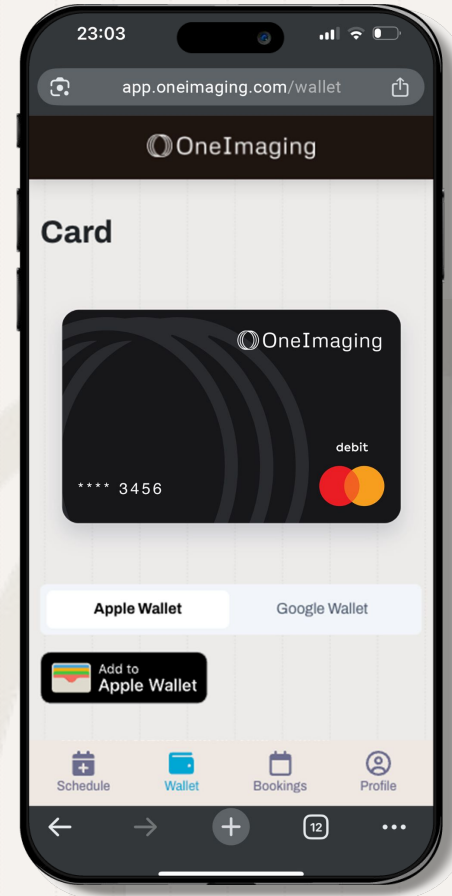 23:03
app.oneimaging.com/wallet
OneImaging
Card
OneImaging
debit
**** 3456
Apple Wallet
Google Wallet
Add to
Apple Wallet
Schedule
Wallet
Bookings
Profile
12